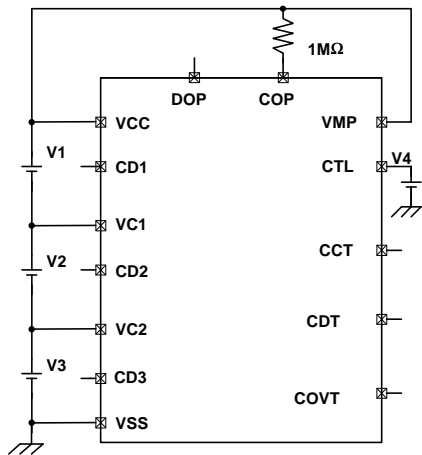 1MΩ
DOP COP
VCC VMP
V1 V4
CD1 CTL
VC1
CCT
V2 CD2
CDT
VC2
V3
CD3
COVT
VSS